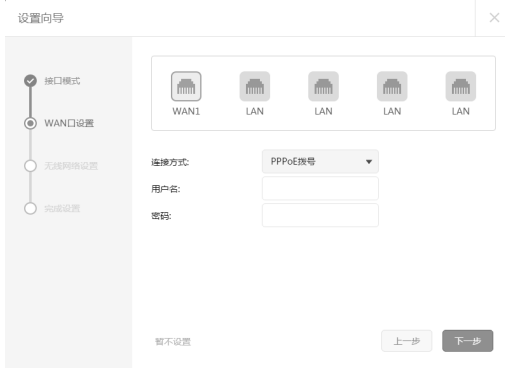 设置向导
接口模式
WAN口设置
无线网络设置
完成设置
WAN1 LAN LAN LAN LAN
连接方式: PPPoE拨号
用户名:
密码:
暂不设置 上一步 下一步